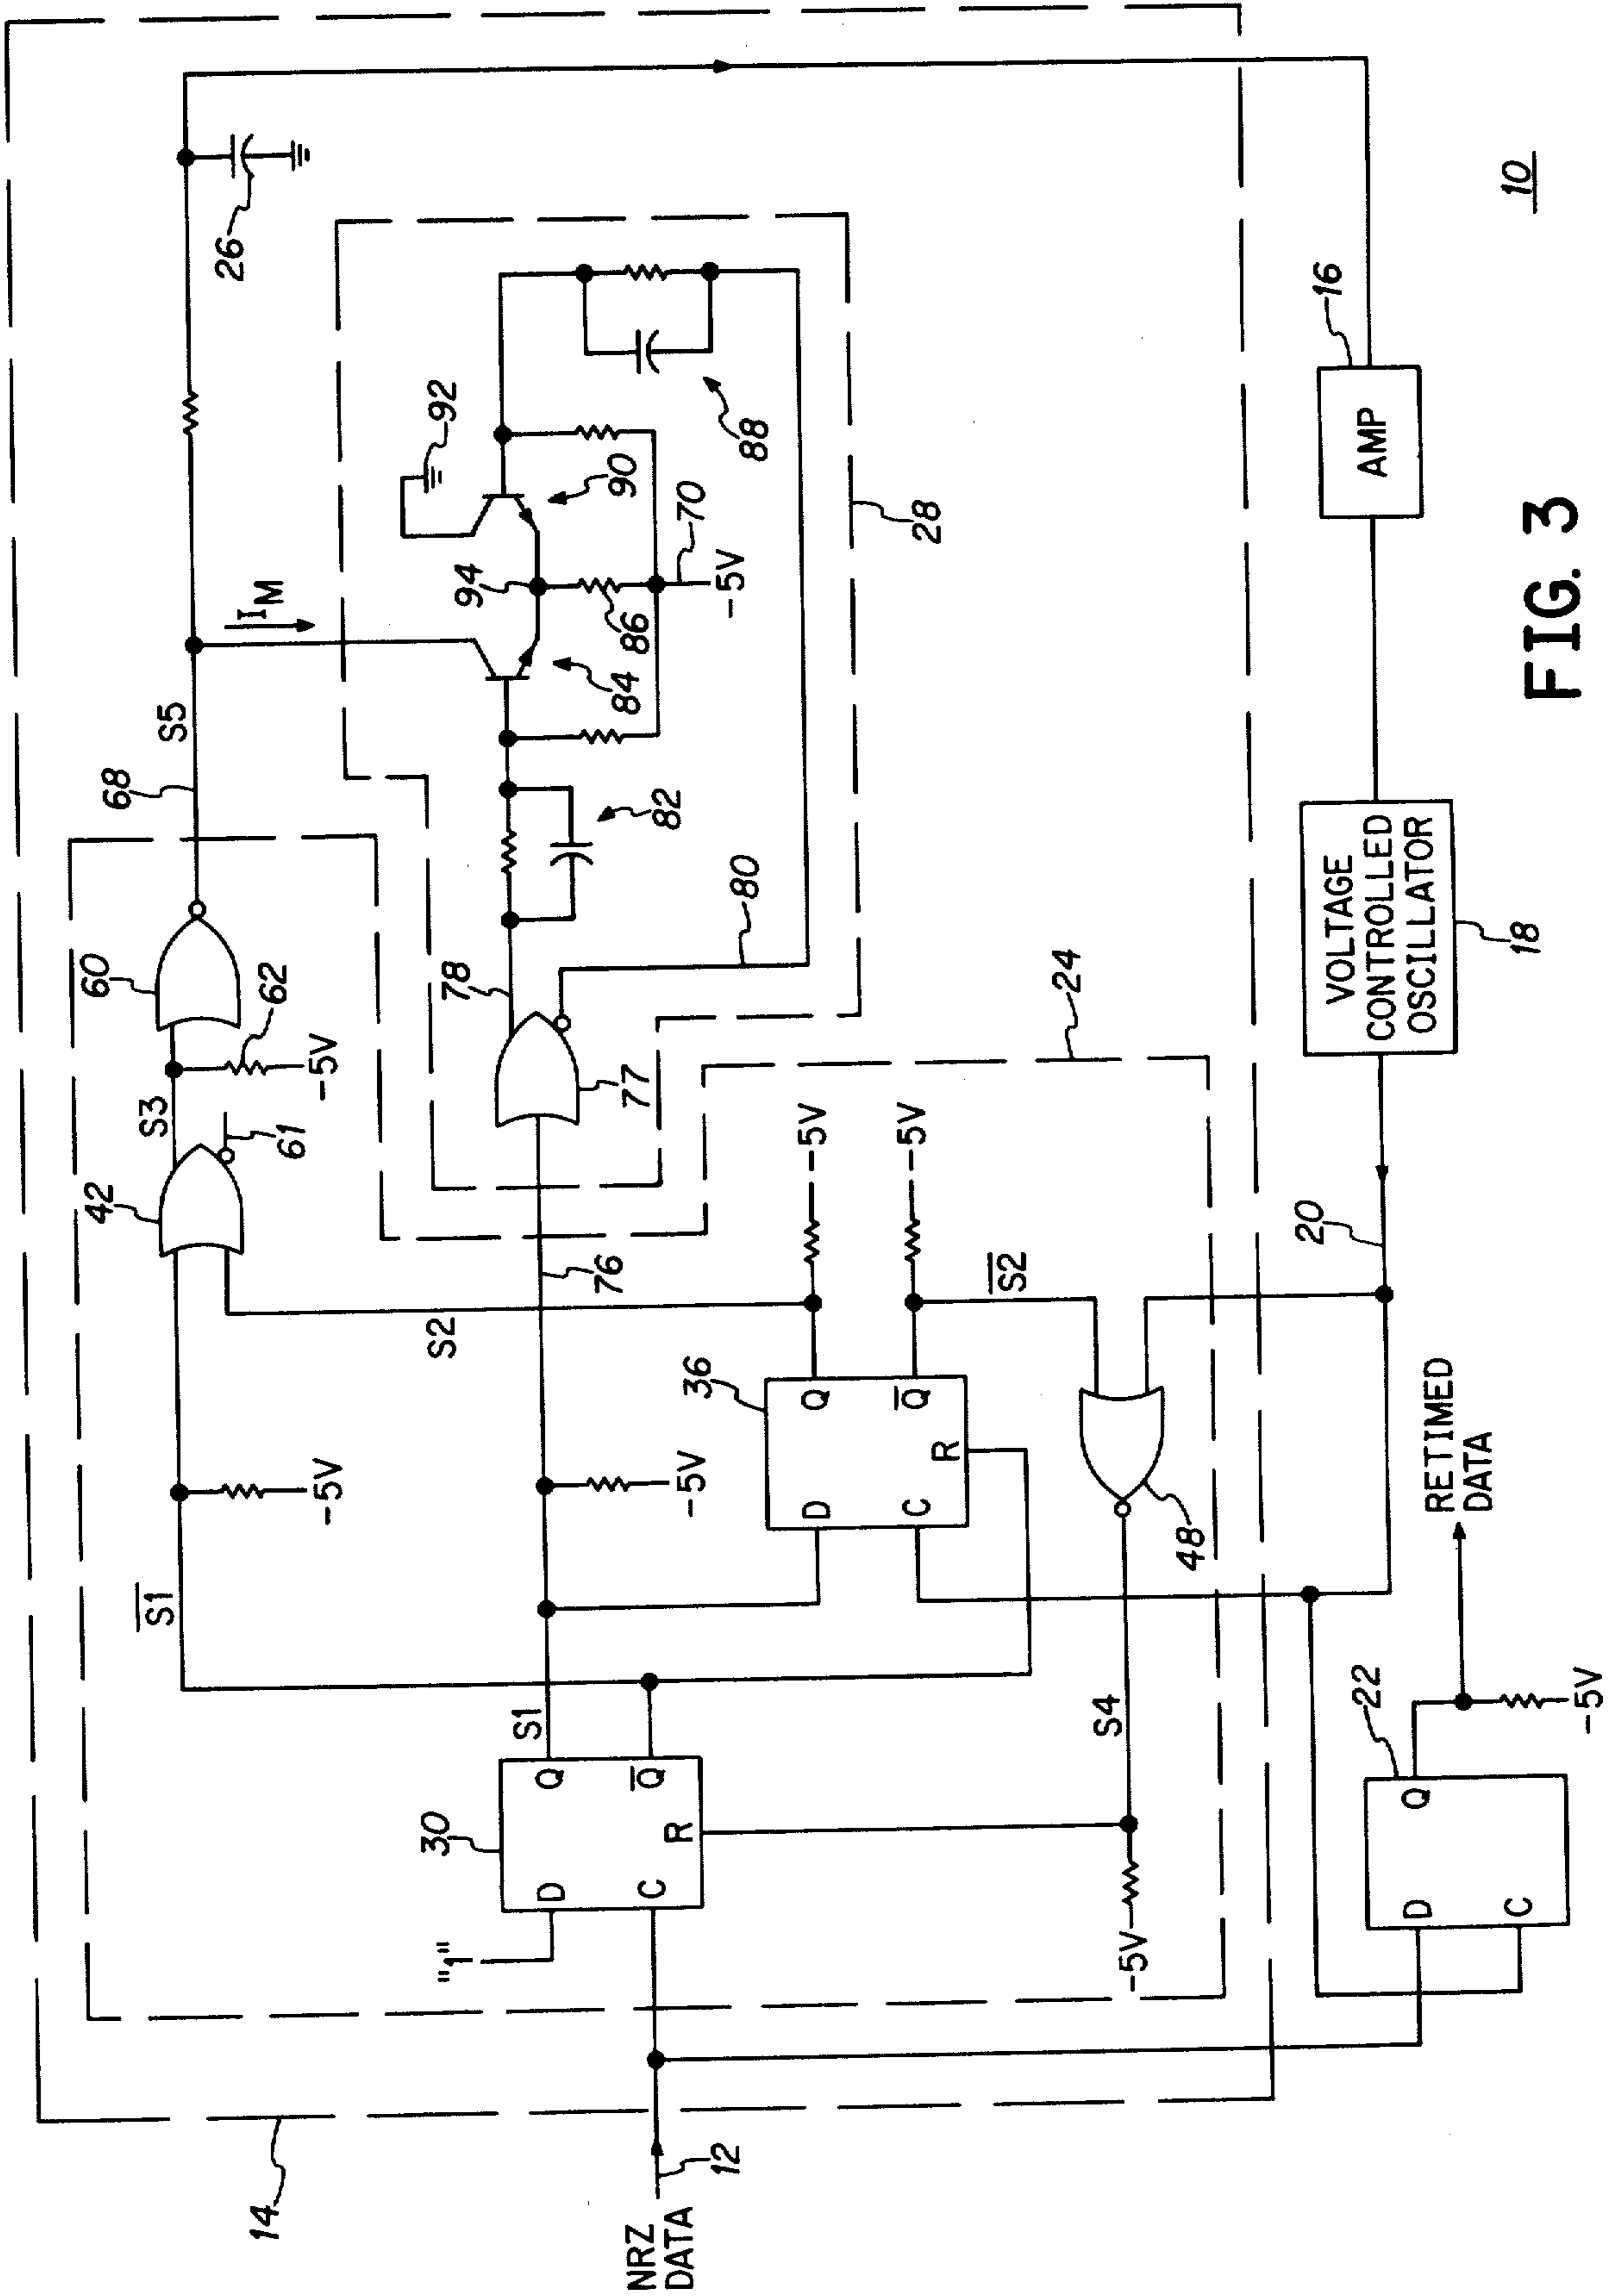 14
26
68
S5
I_M
60
62
-5V
S3
61
42
S̅1̅
-5V
92
94
90
84
86
70
-5V
88
82
28
78
80
77
24
76
S2
-5V
-5V
-5V
S̅2̅
36
D
Q
Q̅
C
R
48
S1
S4
30
"1"
D
Q
Q̅
C
R
-5V
NRZ
DATA
12
20
VOLTAGE
CONTROLLED
OSCILLATOR
18
AMP
16
22
D
Q
C
-5V
RETIMED
DATA
10
FIG. 3